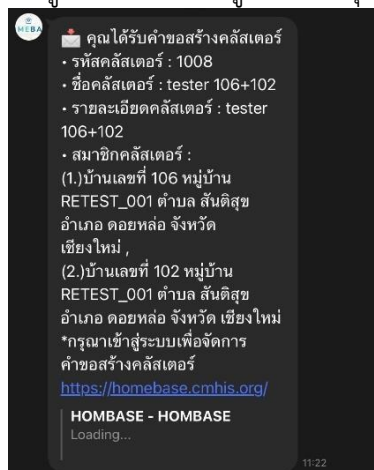 MEBA
📩 คุณได้รับคำขอสร้างคลัสเตอร์
• รหัสคลัสเตอร์ : 1008
• ชื่อคลัสเตอร์ : tester 106+102
• รายละเอียดคลัสเตอร์ : tester
106+102
• สมาชิกคลัสเตอร์ :
(1.)บ้านเลขที่ 106 หมู่บ้าน
RETEST_001 ตำบล สันติสุข
อำเภอ ดอยหล่อ จังหวัด
เชียงใหม่ ,
(2.)บ้านเลขที่ 102 หมู่บ้าน
RETEST_001 ตำบล สันติสุข
อำเภอ ดอยหล่อ จังหวัด เชียงใหม่
*กรุณาเข้าสู่ระบบเพื่อจัดการ
คำขอสร้างคลัสเตอร์
https://homebase.cmhis.org/
HOMBASE - HOMBASE
Loading...
11:22